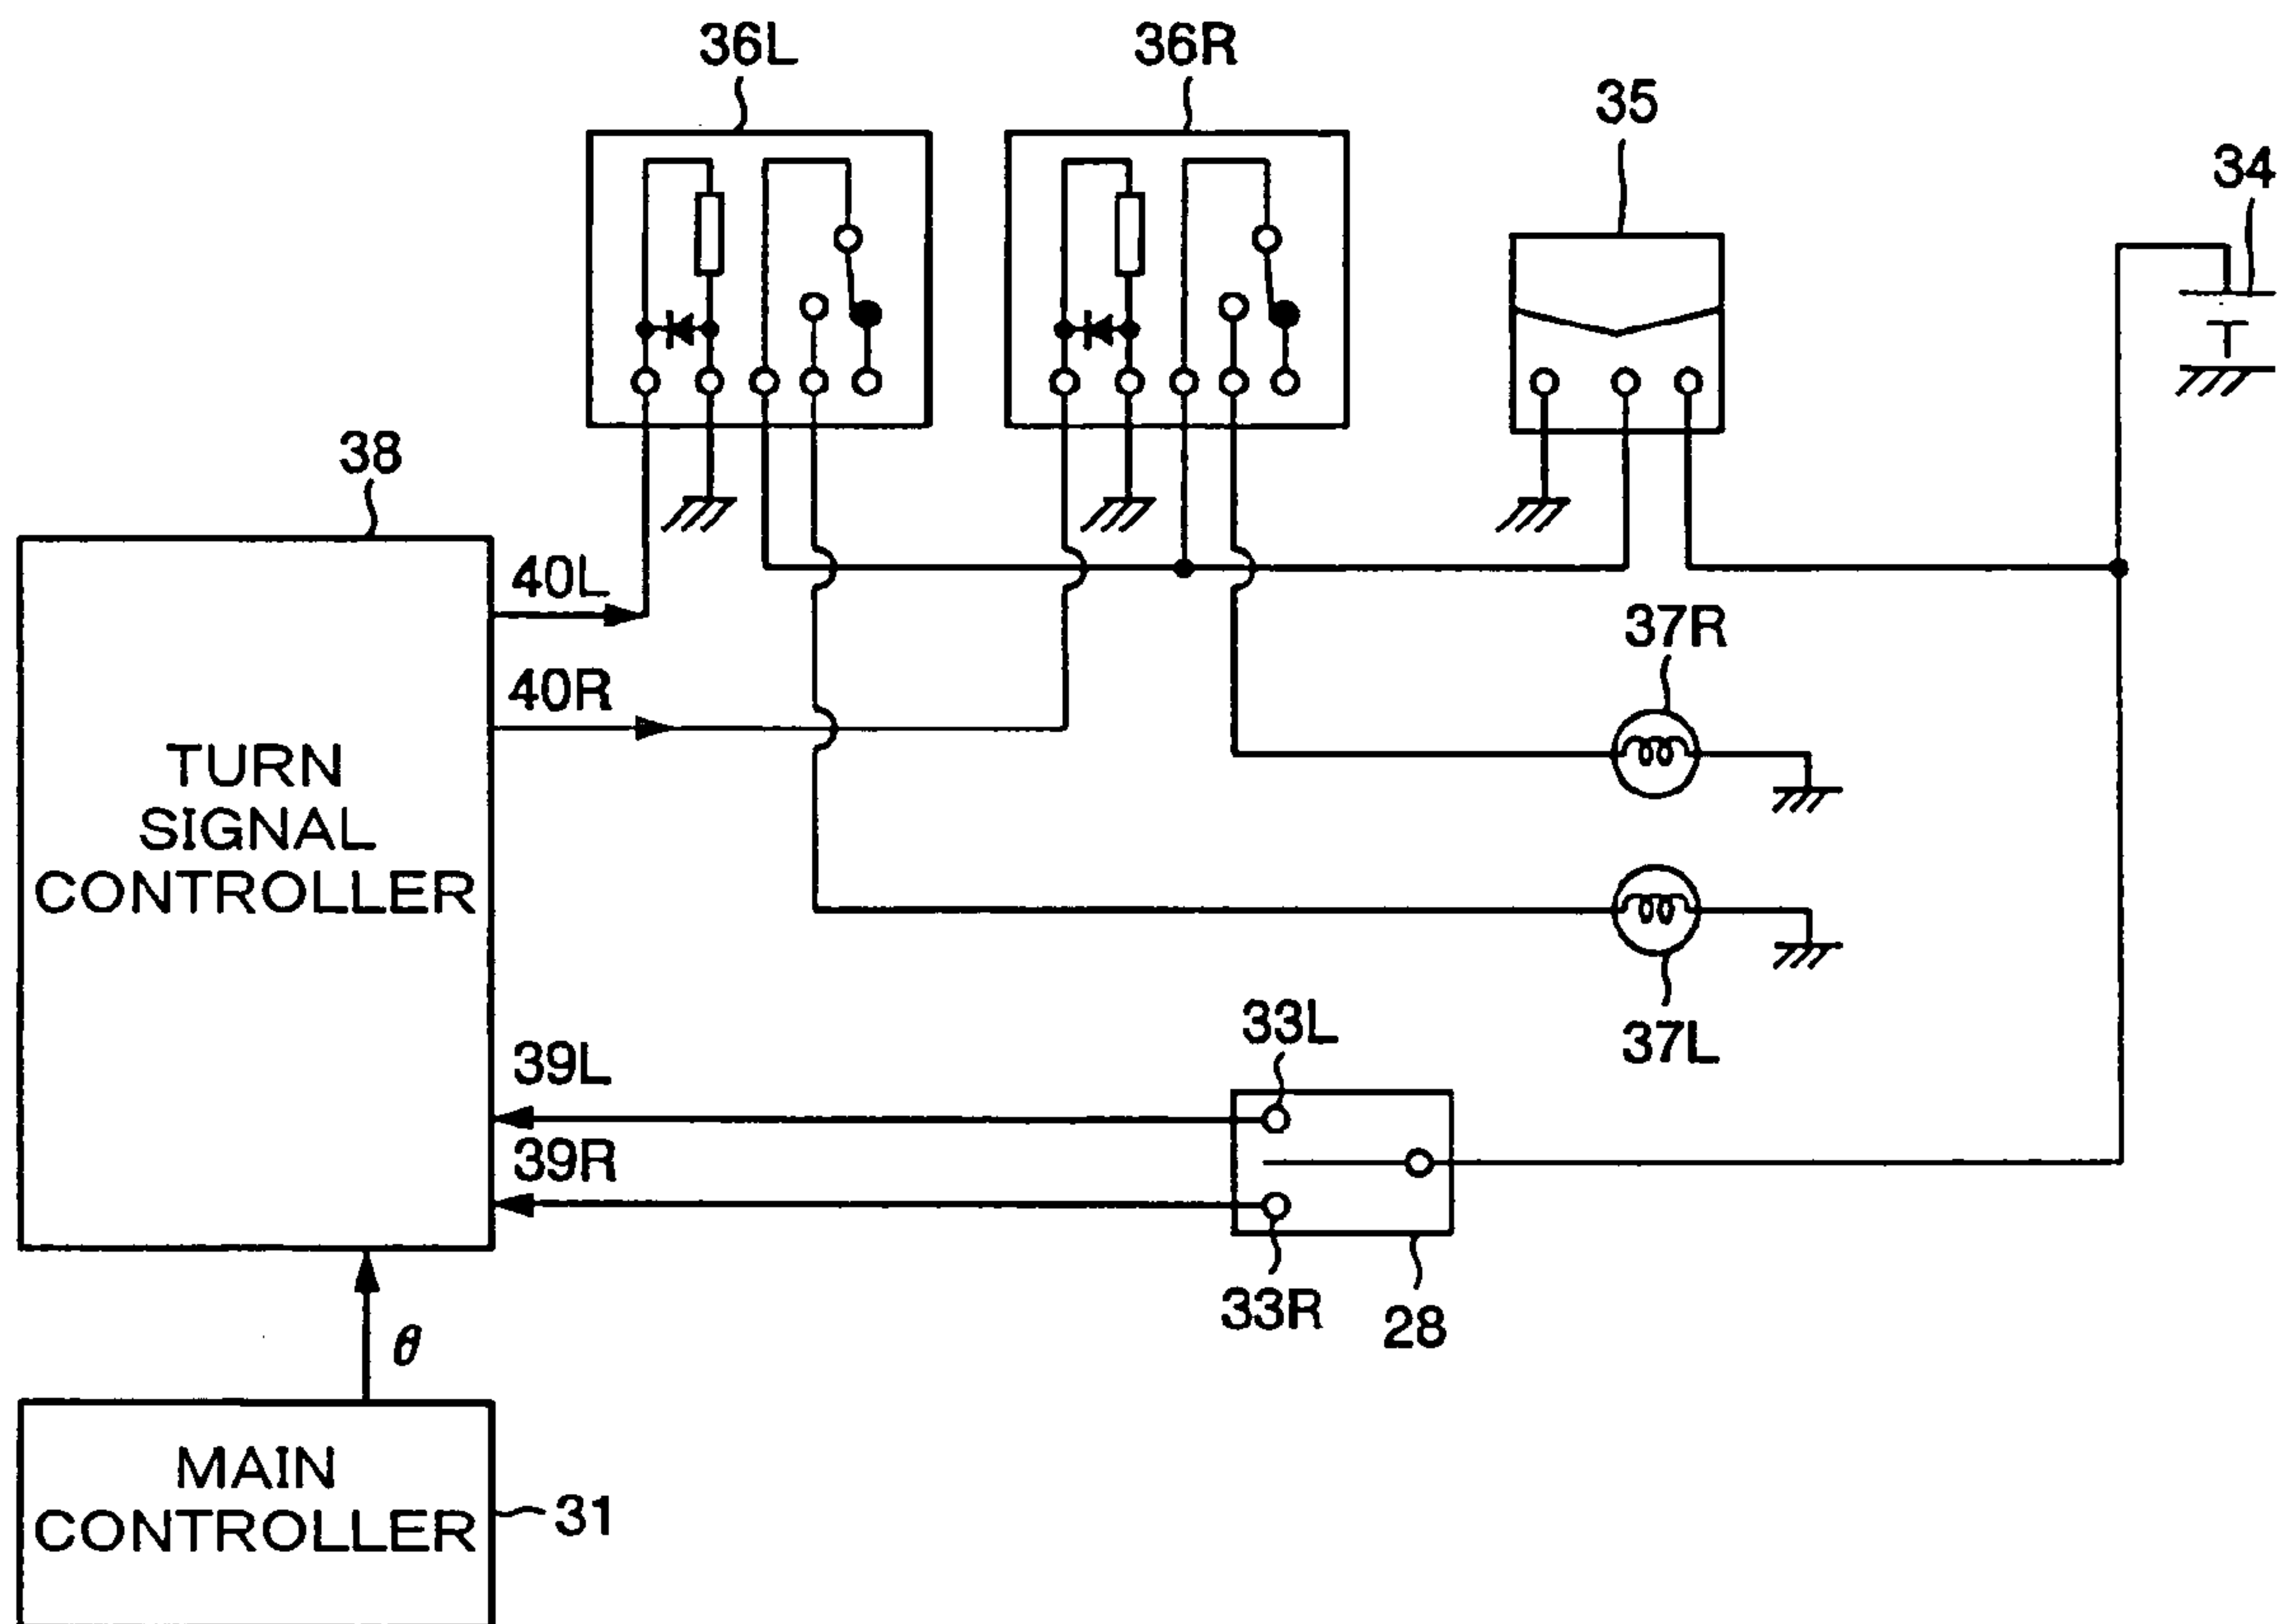 36L
36R
35
34
38
40L
40R
37R
TURN
SIGNAL
CONTROLLER
37L
33L
39L
39R
33R
28
θ
MAIN
CONTROLLER
31